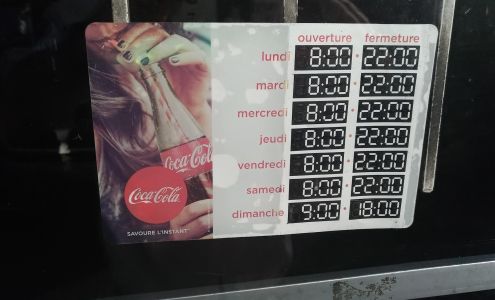 ouverture fermeture
lundi 8:00 • 22:00
mardi 8:00 • 22:00
mercredi 8:00 • 22:00
jeudi 8:00 • 22:00
vendredi 8:00 • 22:00
samedi 8:00 • 22:00
dimanche 9:00 • 18:00
Coca-Cola
Coca-Cola
SAVOURE L'INSTANT